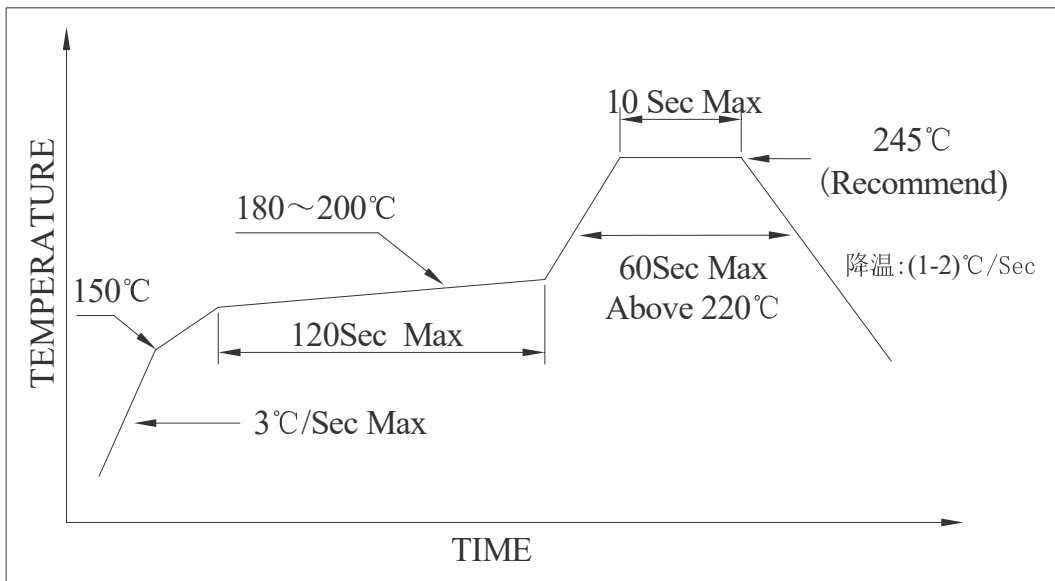 10 Sec Max
245℃
(Recommend)
180～200℃
60Sec Max
Above 220℃
降温:(1-2)℃/Sec
150℃
120Sec Max
3℃/Sec Max
TEMPERATURE
TIME